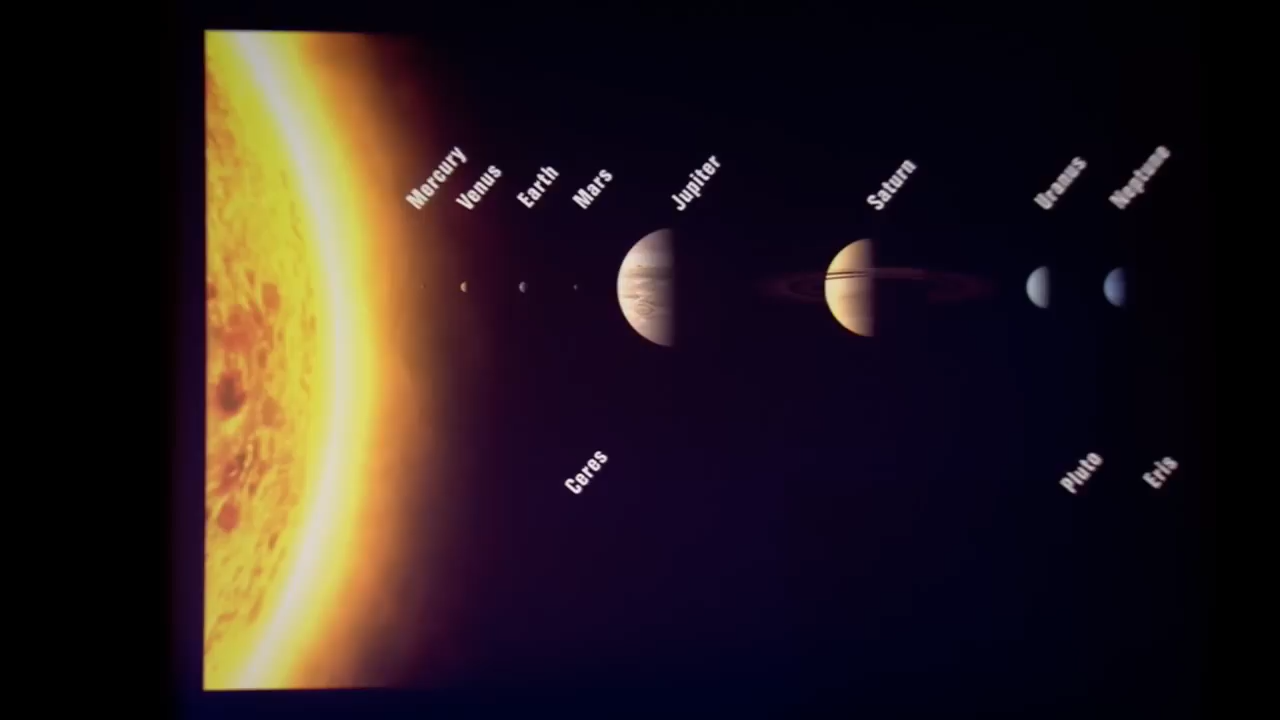 Mercury
Venus
Earth
Mars
Jupiter
Saturn
Uranus
Neptune
Ceres
Pluto
Eris